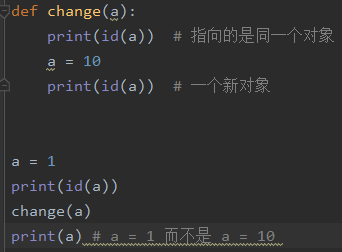 def change(a):
    print(id(a))  # 指向的是同一个对象
    a = 10
    print(id(a))  # 一个新对象
a = 1
print(id(a))
change(a)
print(a) # a = 1 而不是 a = 10